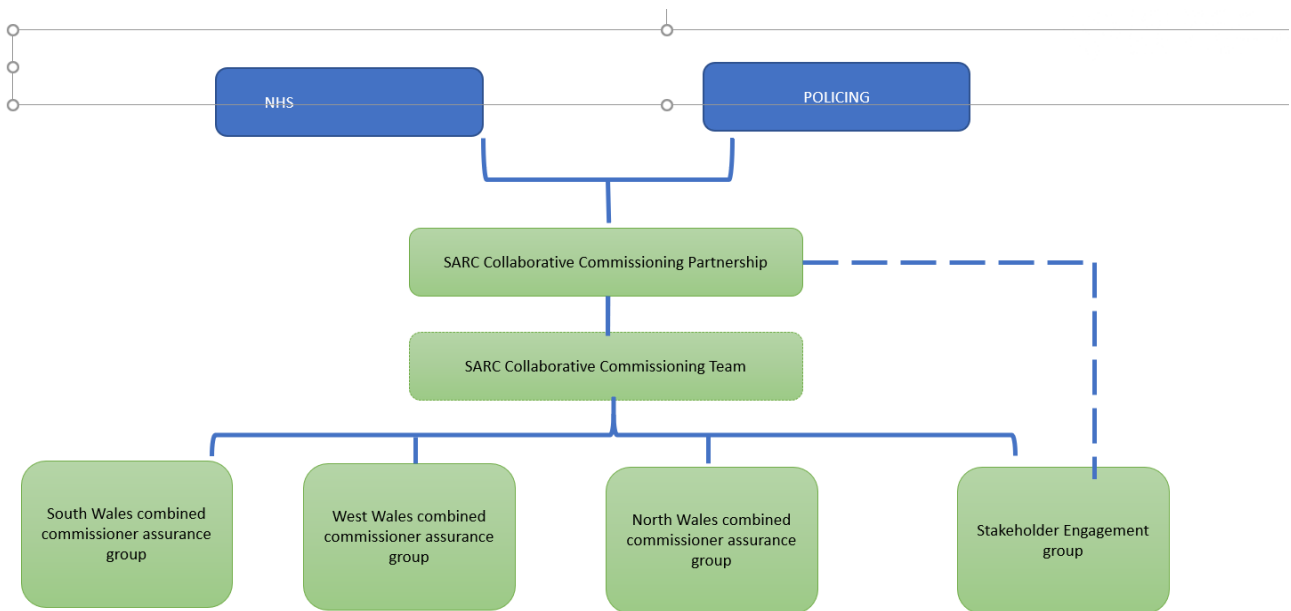 NHS
POLICING
SARC Collaborative Commissioning Partnership
SARC Collaborative Commissioning Team
South Wales combined
commissioner assurance
group
West Wales combined
commissioner assurance
group
North Wales combined
commissioner assurance
group
Stakeholder Engagement
group